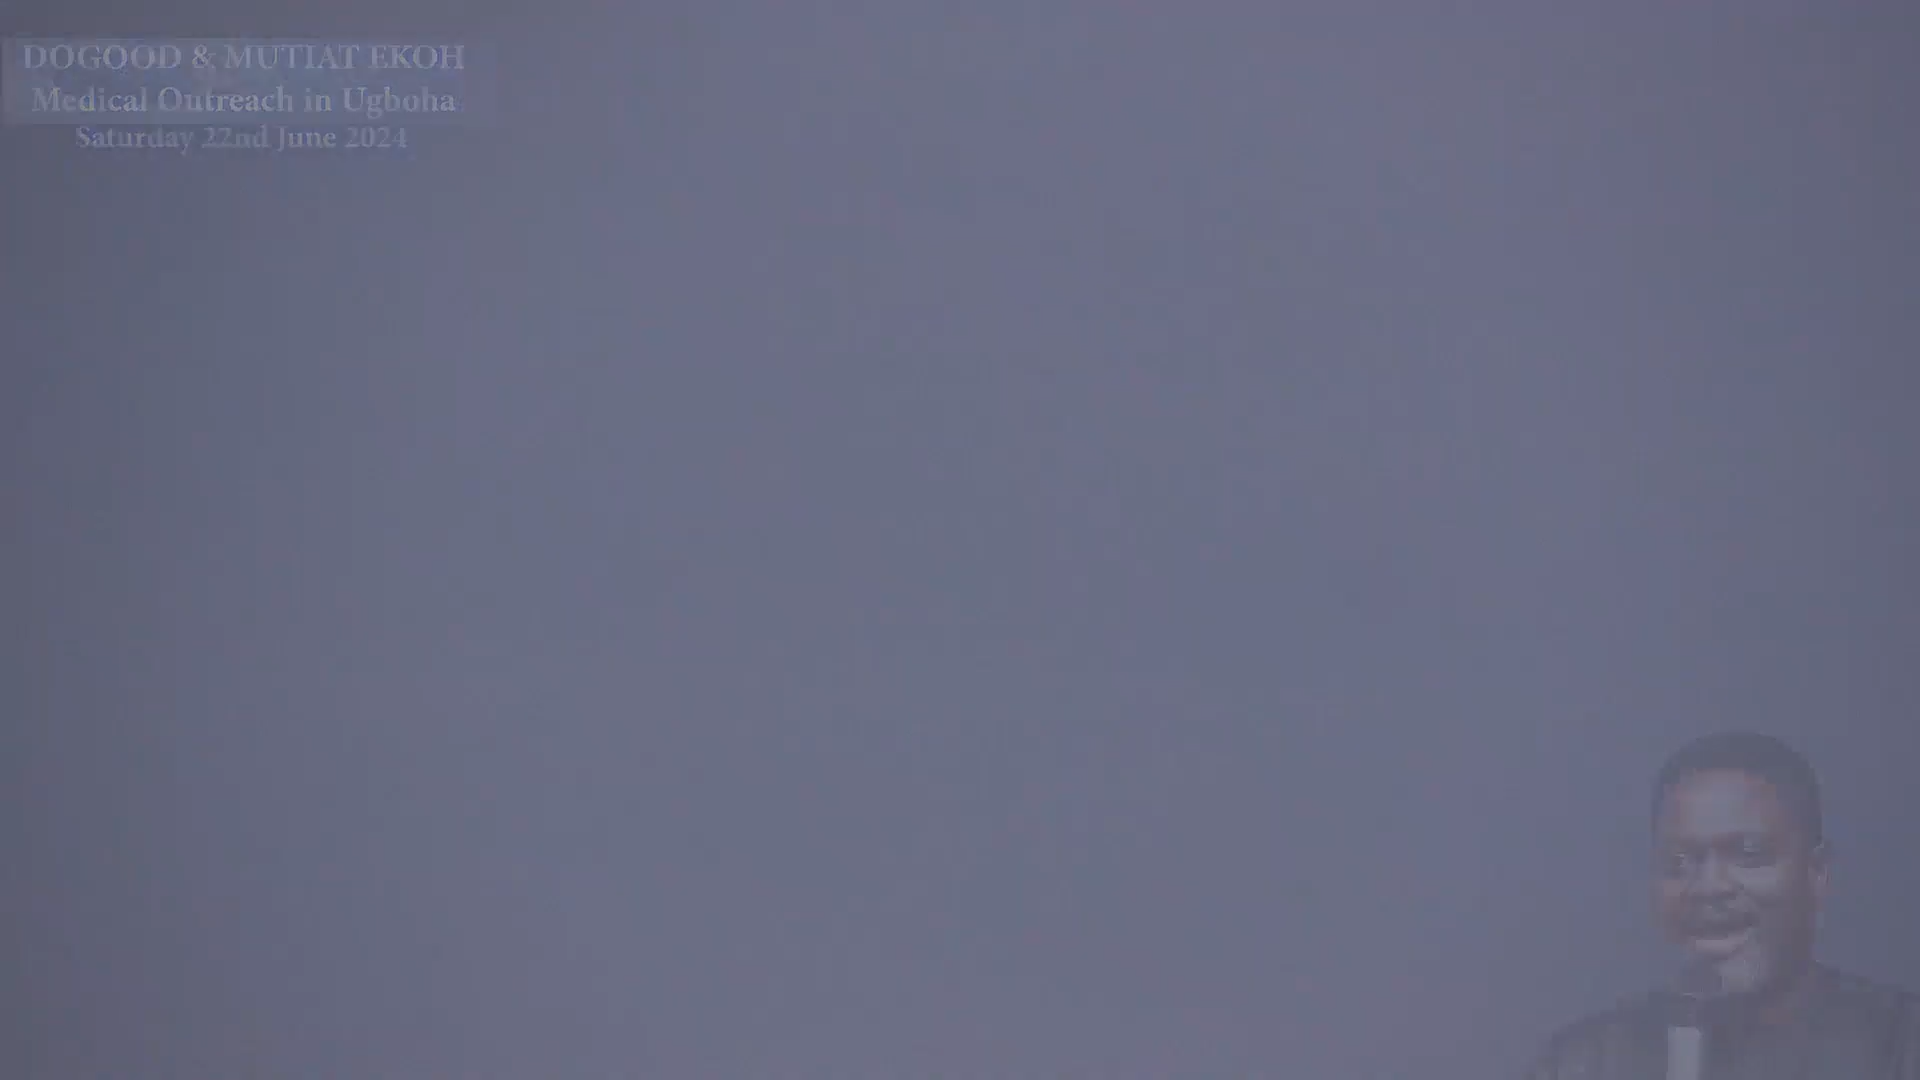 DOGOOD & MUTIAT EKOH
Medical Outreach in Ugboha
Saturday 22nd June 2024